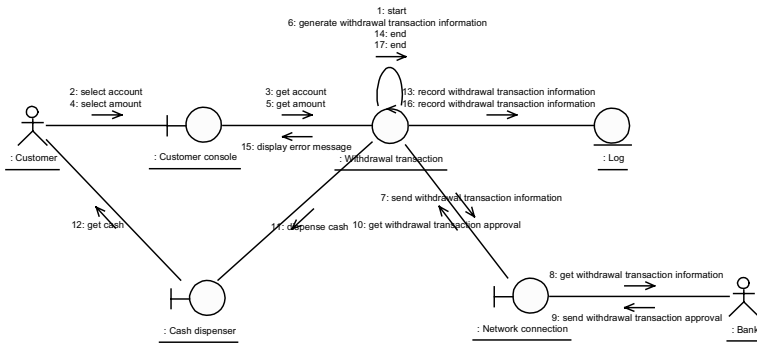 1: start
6: generate withdrawal transaction information
14: end
17: end
2: select account
4: select amount
3: get account
5: get amount
13: record withdrawal transaction information
16: record withdrawal transaction information
15: display error message
: Customer
: Customer console
: Withdrawal transaction
: Log
7: send withdrawal transaction information
12: get cash
11: dispense cash
10: get withdrawal transaction approval
8: get withdrawal transaction information
9: send withdrawal transaction approval
: Cash dispenser
: Network connection
: Bank